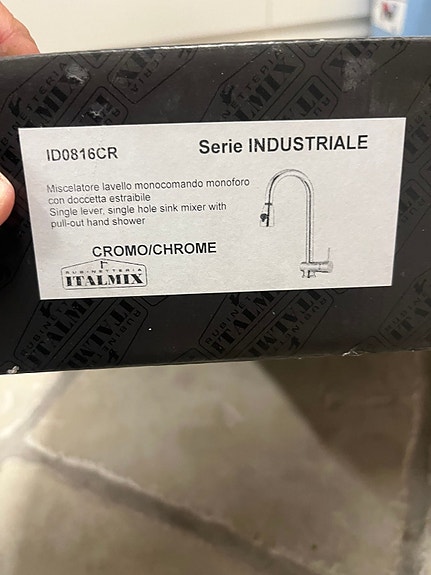 ID0816CR
Serie INDUSTRIALE
Miscelatore lavello monocomando monoforo
con doccetta estraibile
Single lever, single hole sink mixer with
pull-out hand shower
CROMO/CHROME
RUBINETTERIA
ITALMIX